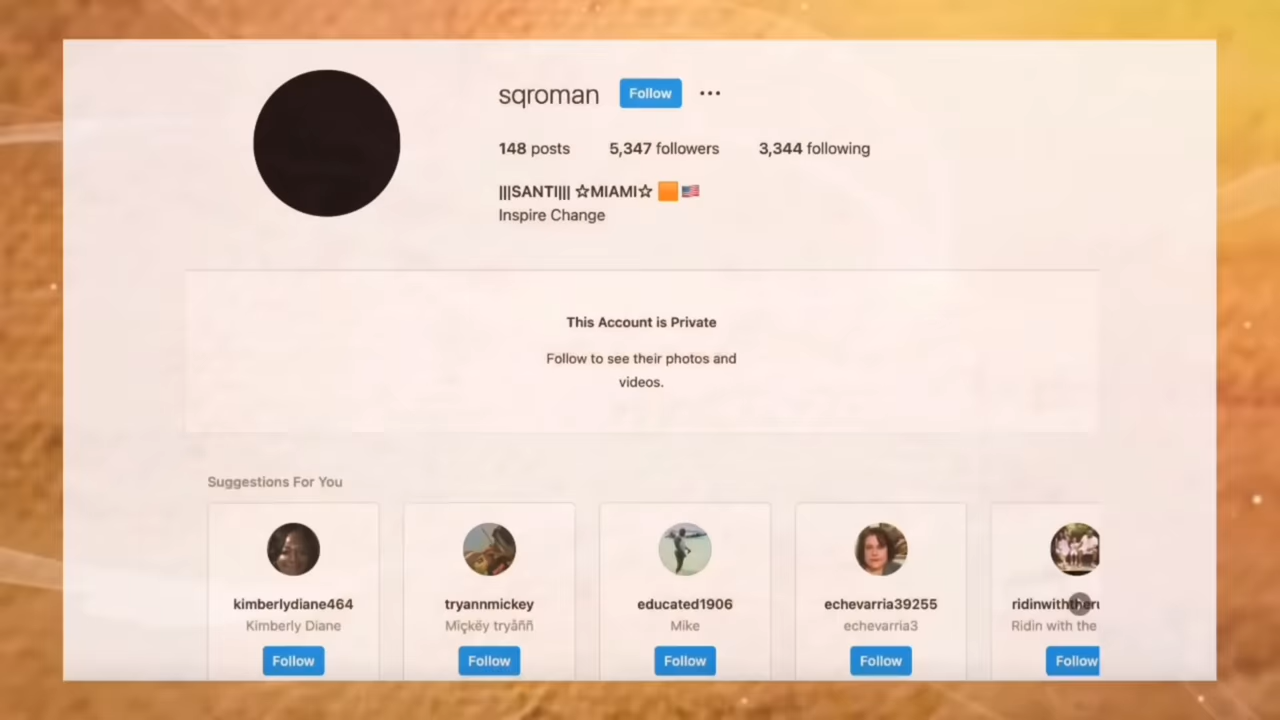 sqroman Follow •••
148 posts 5,347 followers 3,344 following
|||SANTI||| ☆MIAMI☆ 🟧 🇺🇸
Inspire Change
This Account is Private
Follow to see their photos and
videos.
Suggestions For You
kimberlydiane464 tryannmickey educated1906 echevarria39255
Kimberly Diane Mïçkëy tryåññ Mike echevarria3 Ridin with the
Follow Follow Follow Follow Follow